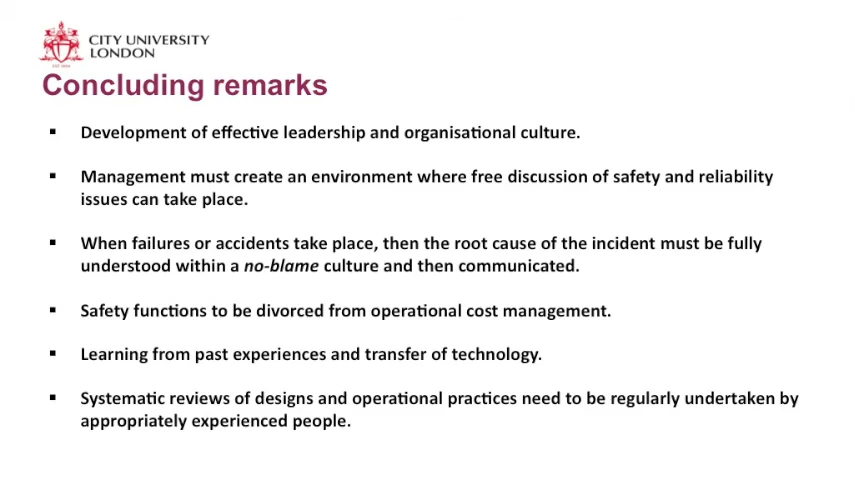 CITY UNIVERSITY
LONDON
EST 1894
Concluding remarks
▪ Development of effective leadership and organisational culture.
▪ Management must create an environment where free discussion of safety and reliability
issues can take place.
▪ When failures or accidents take place, then the root cause of the incident must be fully
understood within a no-blame culture and then communicated.
▪ Safety functions to be divorced from operational cost management.
▪ Learning from past experiences and transfer of technology.
▪ Systematic reviews of designs and operational practices need to be regularly undertaken by
appropriately experienced people.